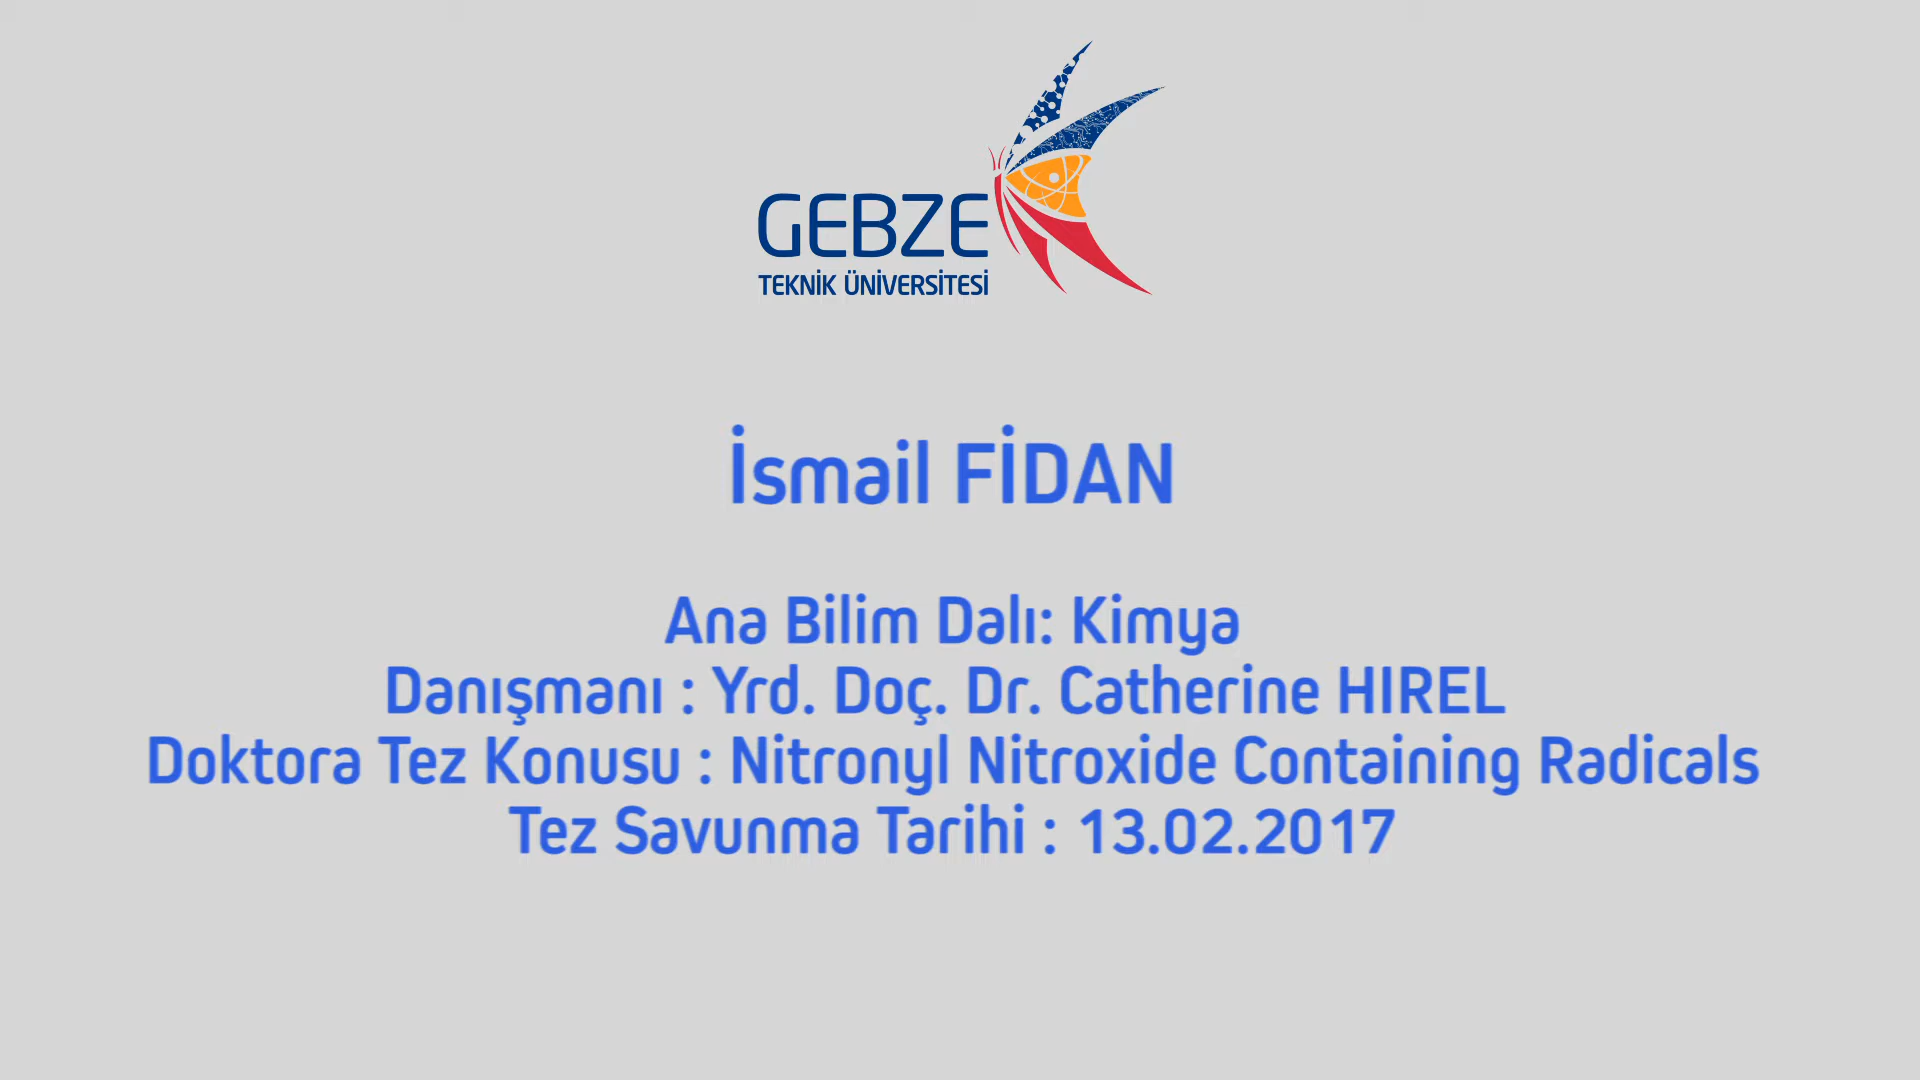 GEBZE
TEKNİK ÜNİVERSİTESİ
İsmail FİDAN
Ana Bilim Dalı: Kimya
Danışmanı : Yrd. Doç. Dr. Catherine HIREL
Doktora Tez Konusu : Nitronyl Nitroxide Containing Radicals
Tez Savunma Tarihi : 13.02.2017